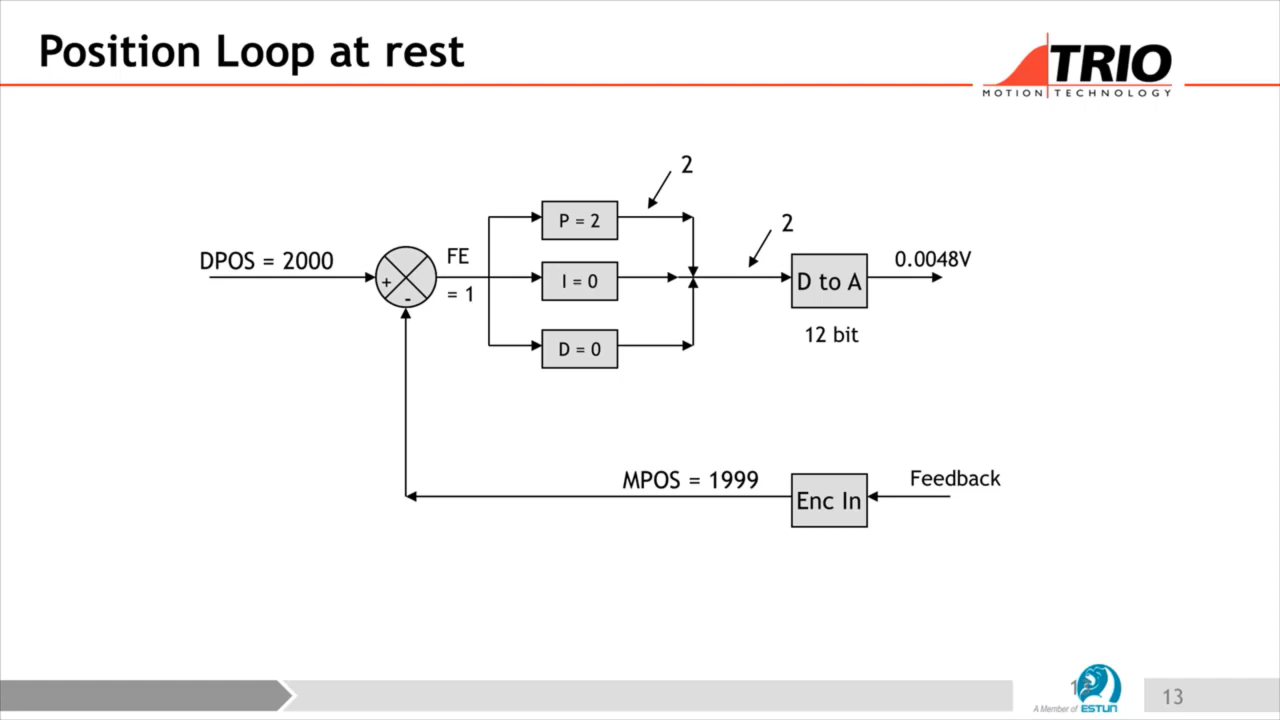 Position Loop at rest
TRIO
MOTION TECHNOLOGY
2
P = 2
2
DPOS = 2000
FE
= 1
+
-
I = 0
D to A
0.0048V
12 bit
D = 0
MPOS = 1999
Feedback
Enc In
A Member of ESTUN
13